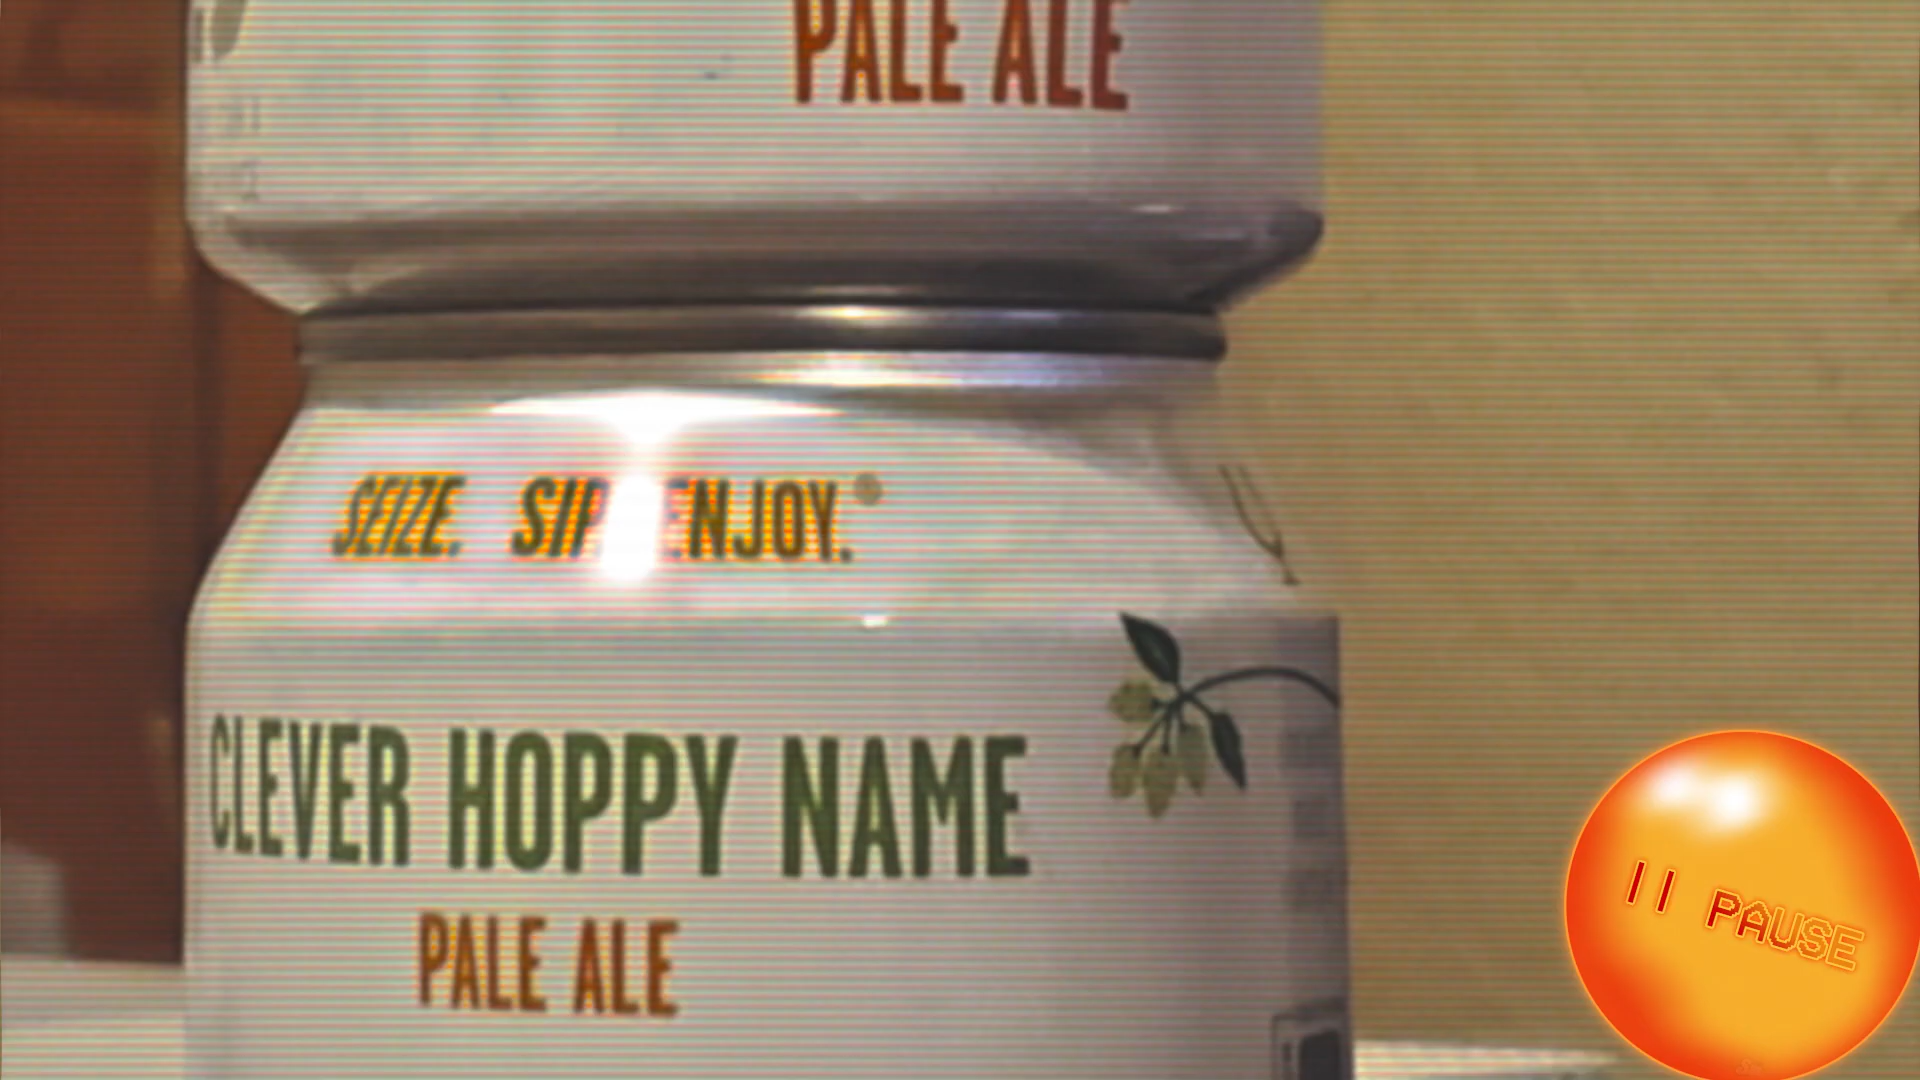 PALE ALE
SEIZE. SIP. ENJOY.
CLEVER HOPPY NAME
PALE ALE
II PAUSE